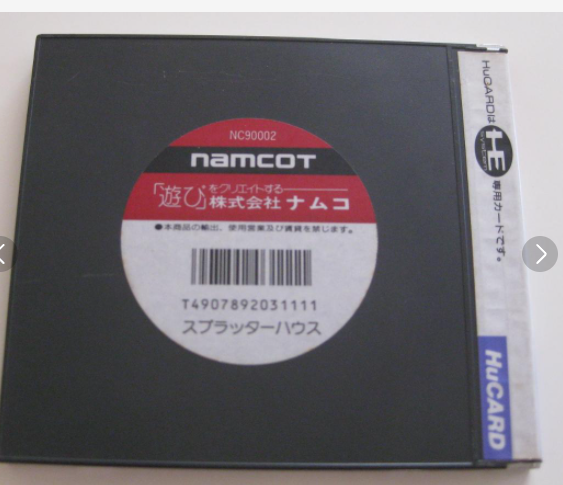 NC90002
namcot
「遊び」をクリエイトする
株式会社ナムコ
●本商品の輸出、使用営業及び賃貸を禁じます。
T4907892031111
スプラッターハウス
HuCARDは HE SYSTEM 専用カードです。
HuCARD